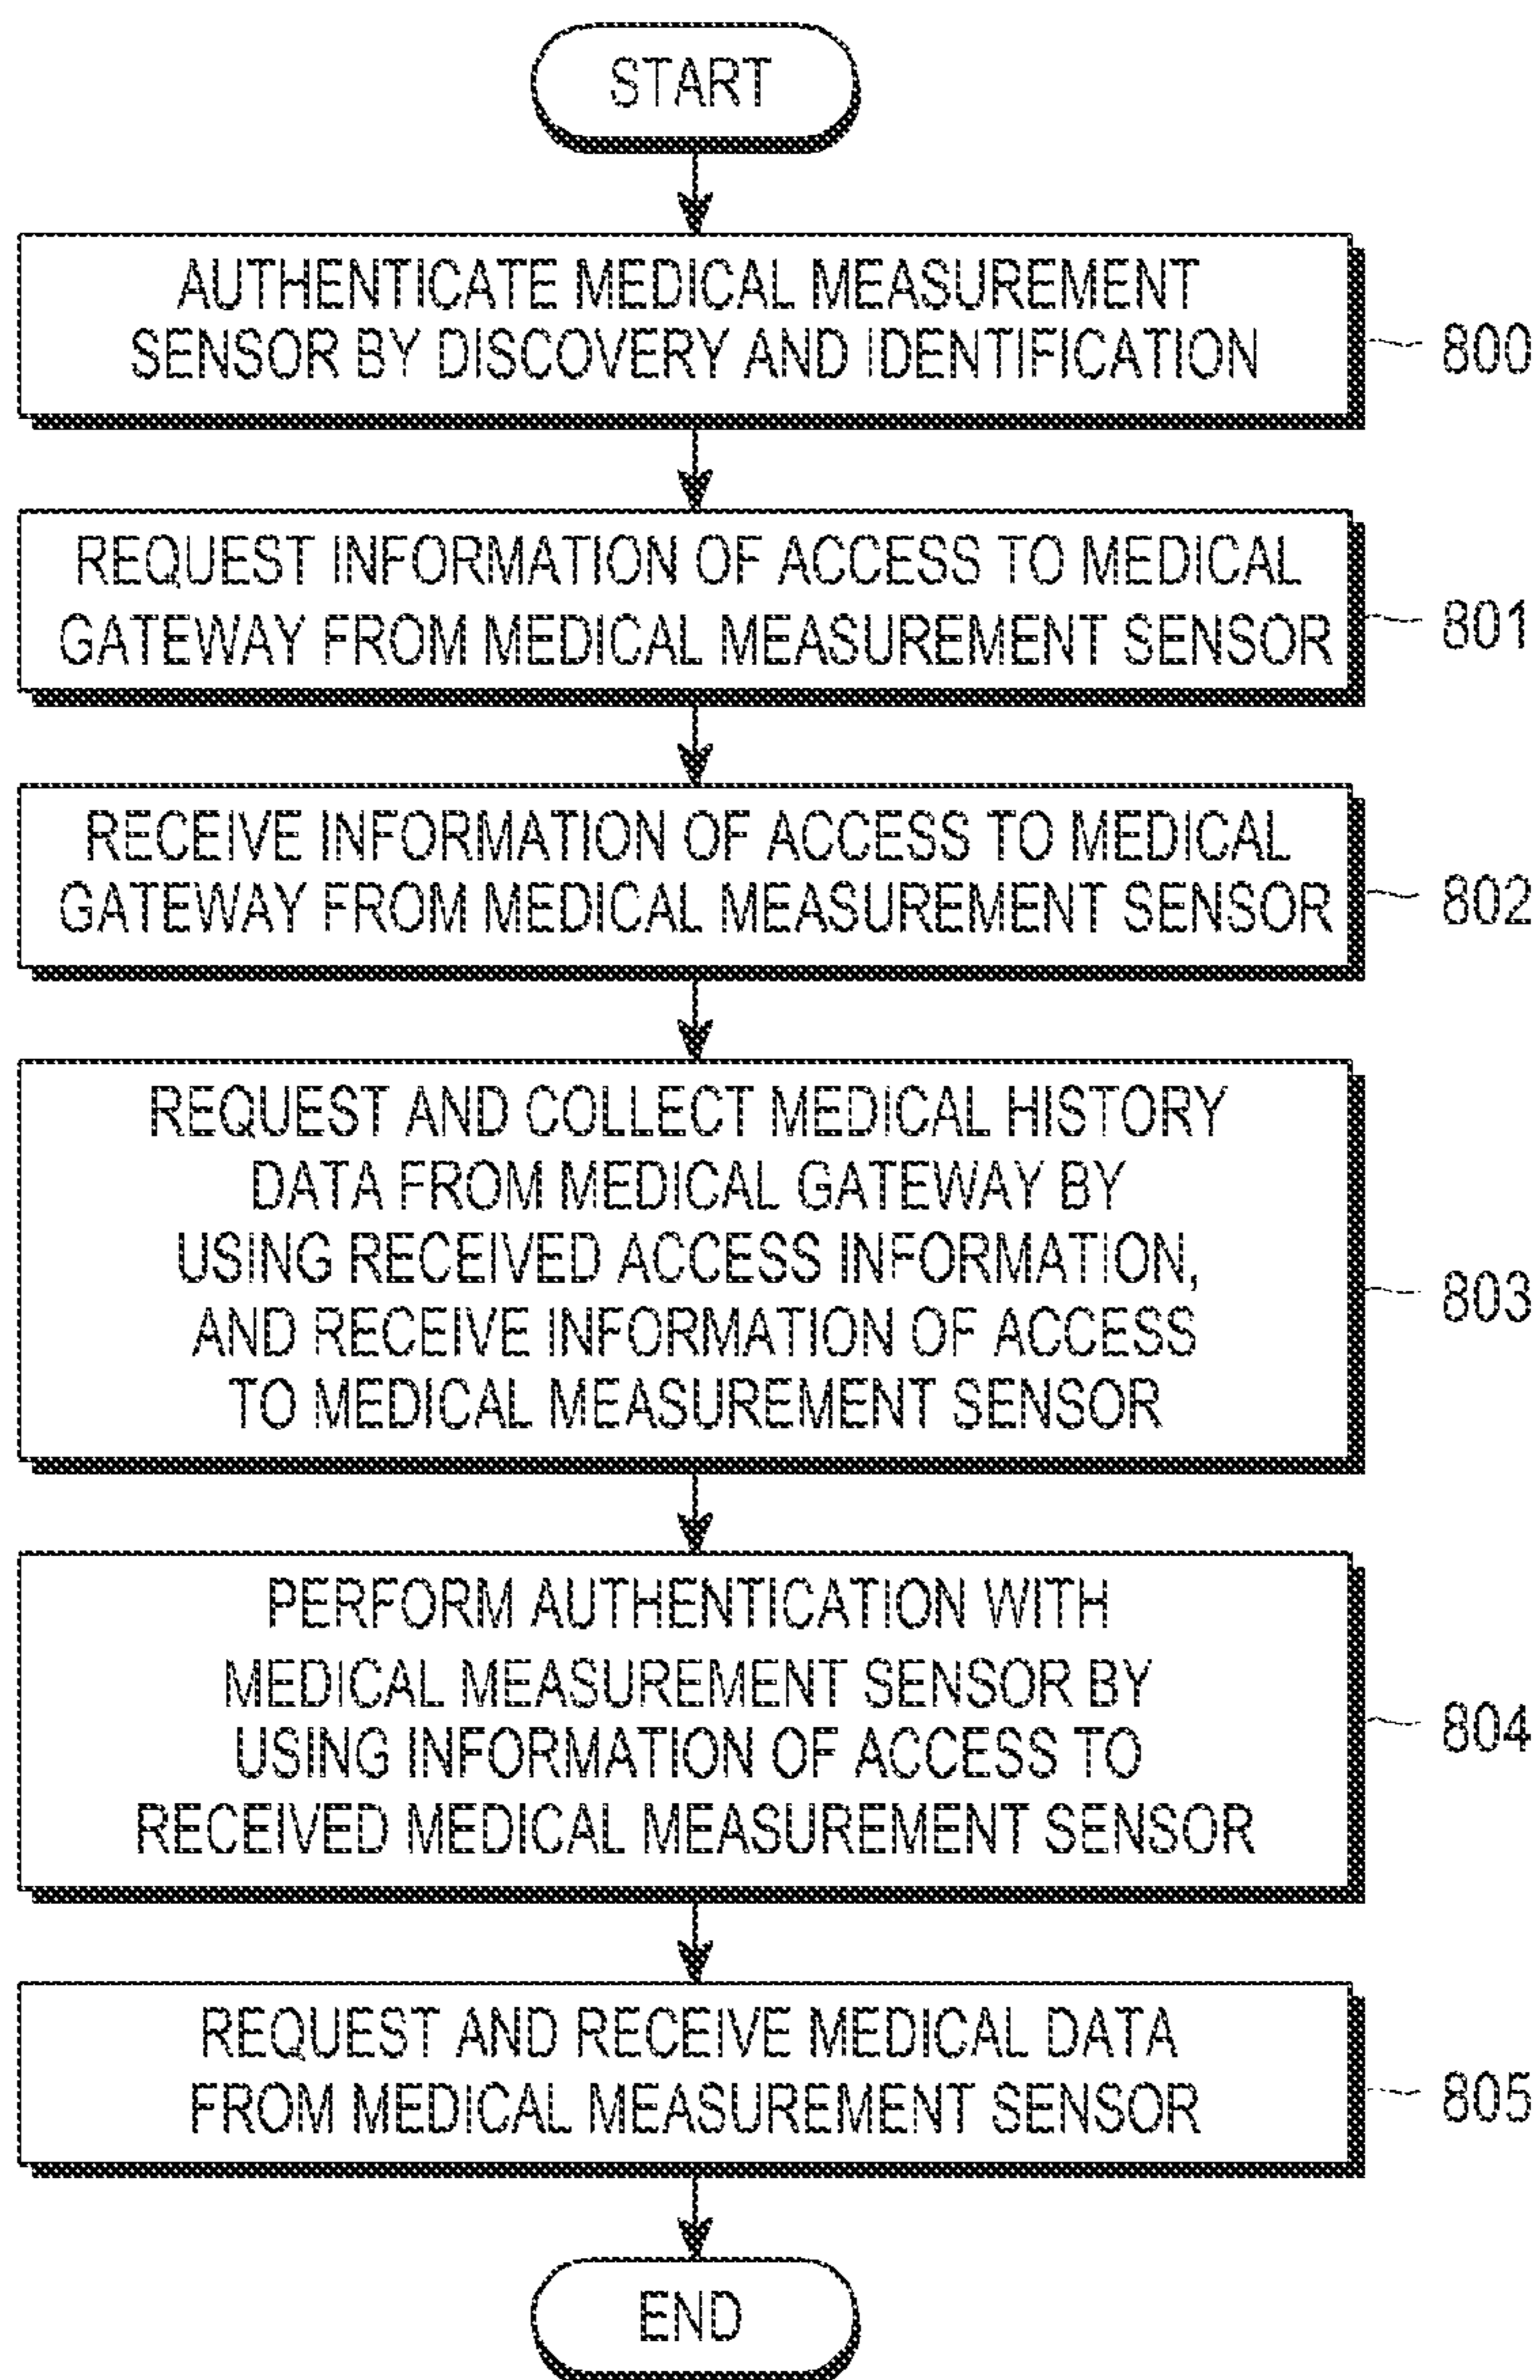 START
AUTHENTICATE MEDICAL MEASUREMENT
SENSOR BY DISCOVERY AND IDENTIFICATION
800
REQUEST INFORMATION OF ACCESS TO MEDICAL
GATEWAY FROM MEDICAL MEASUREMENT SENSOR
801
RECEIVE INFORMATION OF ACCESS TO MEDICAL
GATEWAY FROM MEDICAL MEASUREMENT SENSOR
802
REQUEST AND COLLECT MEDICAL HISTORY
DATA FROM MEDICAL GATEWAY BY
USING RECEIVED ACCESS INFORMATION,
AND RECEIVE INFORMATION OF ACCESS
TO MEDICAL MEASUREMENT SENSOR
803
PERFORM AUTHENTICATION WITH
MEDICAL MEASUREMENT SENSOR BY
USING INFORMATION OF ACCESS TO
RECEIVED MEDICAL MEASUREMENT SENSOR
804
REQUEST AND RECEIVE MEDICAL DATA
FROM MEDICAL MEASUREMENT SENSOR
805
END